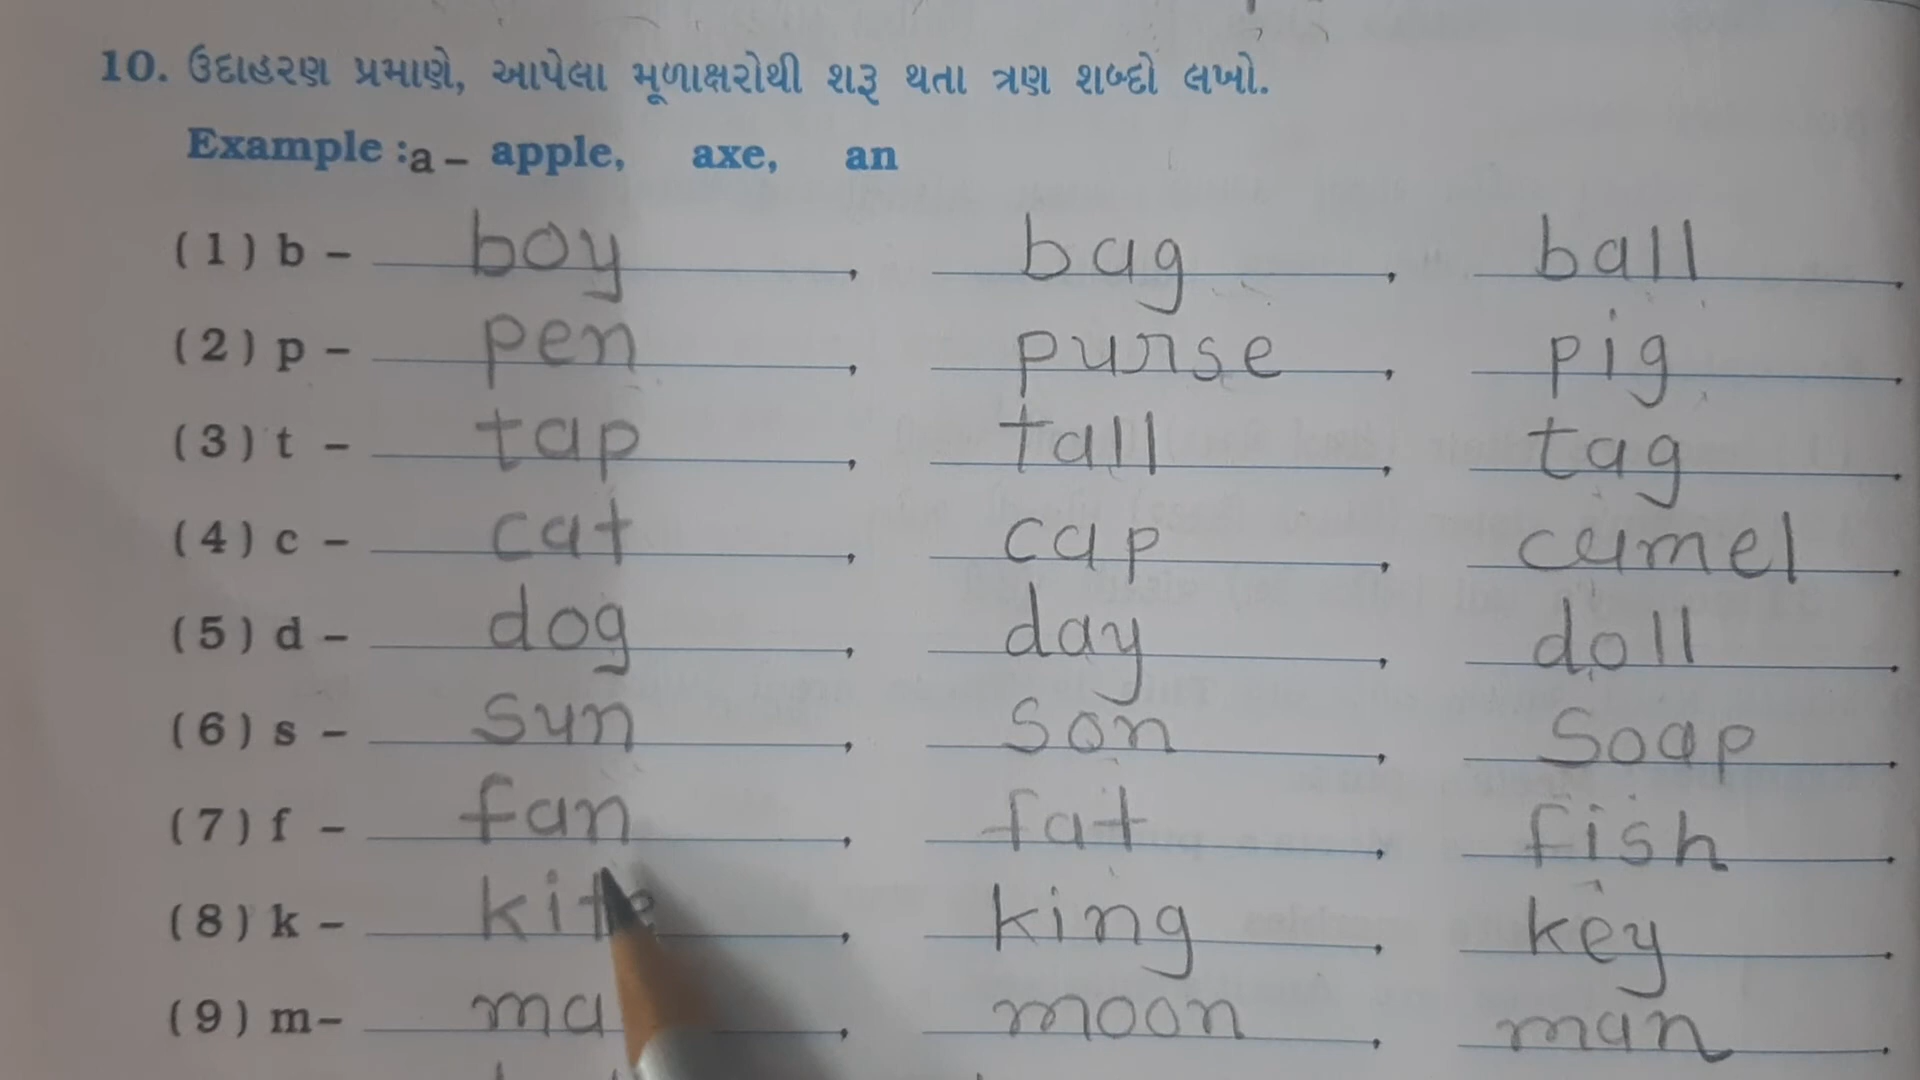 10. ઉદાહરણ પ્રમાણે, આપેલા મૂળાક્ષરોથી શરૂ થતા ત્રણ શબ્દો લખો.
Example : a – apple, axe, an
(1) b – boy, bag, ball.
(2) p – pen, purse, pig.
(3) t – tap, tall, tag.
(4) c – cat, cap, camel.
(5) d – dog, day, doll.
(6) s – sun, son, soap.
(7) f – fan, fat, fish.
(8) k – kite, king, key.
(9) m – moon, man.